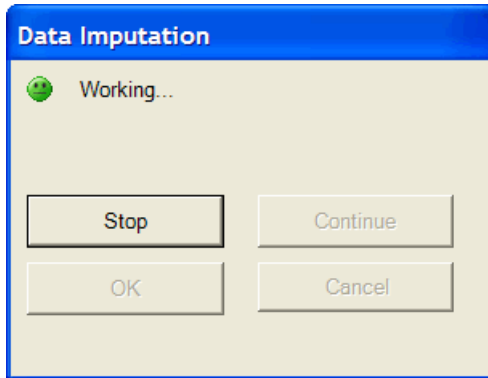 Data Imputation
Working...
Stop
Continue
OK
Cancel